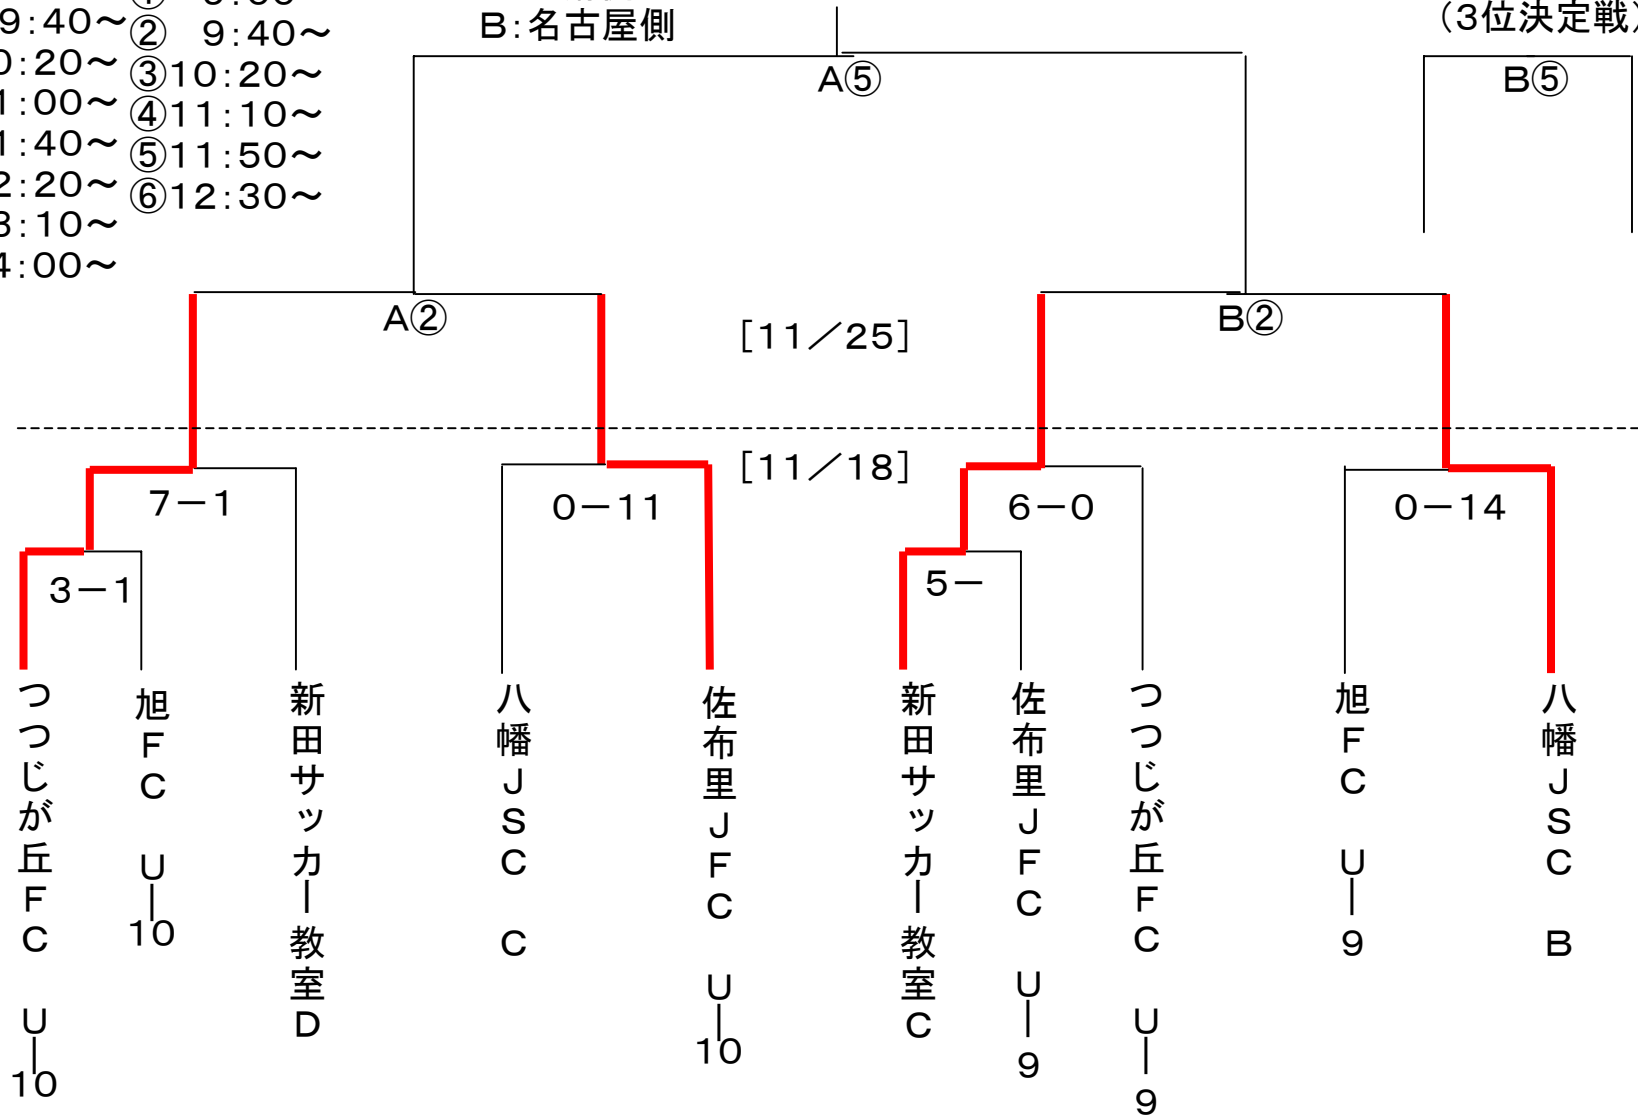 9:40～
② 9:40～
0:20～
③10:20～
1:00～
④11:10～
1:40～
⑤11:50～
2:20～
⑥12:30～
3:10～
4:00～
B:名古屋側
(3位決定戦)
A⑤
B⑤
A②
B②
[11／25]
[11／18]
7－1
0－11
6－0
0－14
3－1
5－
つつじが丘FC U－10
旭FC U－10
新田サッカー教室D
八幡JSC C
佐布里JFC U－10
新田サッカー教室C
佐布里JFC U－9
つつじが丘FC U－9
旭FC U－9
八幡JSC B